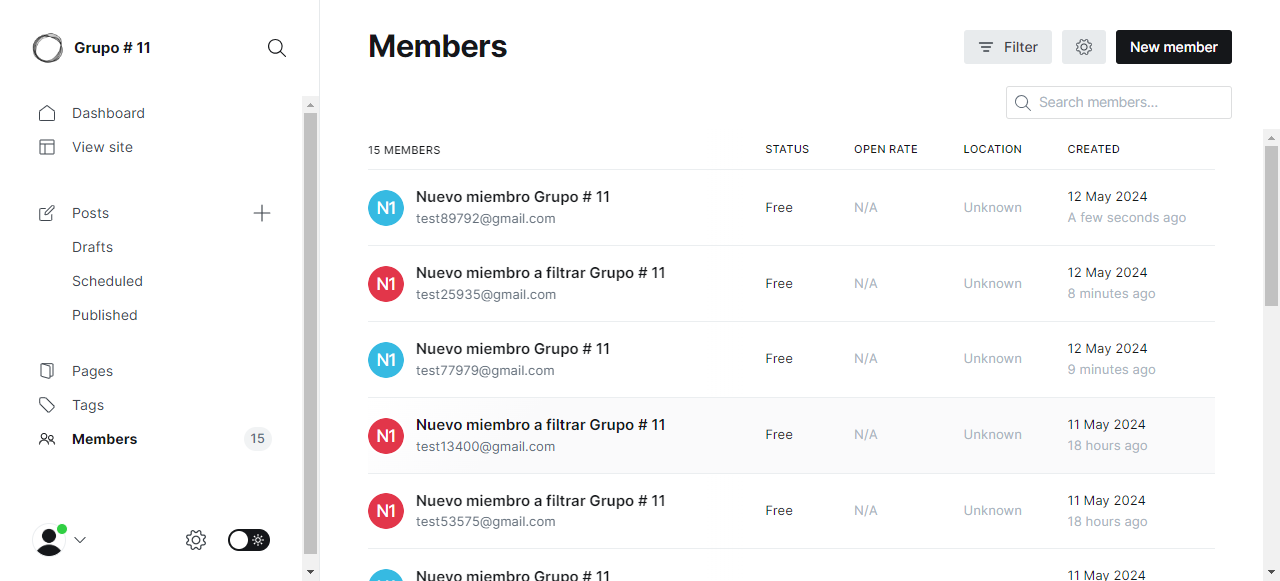 Grupo # 11
Dashboard
View site
Posts
Drafts
Scheduled
Published
Pages
Tags
Members 15
Members
Filter
New member
Search members...
15 MEMBERS STATUS OPEN RATE LOCATION CREATED
N1 Nuevo miembro Grupo # 11 Free N/A Unknown 12 May 2024
test89792@gmail.com A few seconds ago
N1 Nuevo miembro a filtrar Grupo # 11 Free N/A Unknown 12 May 2024
test25935@gmail.com 8 minutes ago
N1 Nuevo miembro Grupo # 11 Free N/A Unknown 12 May 2024
test77979@gmail.com 9 minutes ago
N1 Nuevo miembro a filtrar Grupo # 11 Free N/A Unknown 11 May 2024
test13400@gmail.com 18 hours ago
N1 Nuevo miembro a filtrar Grupo # 11 Free N/A Unknown 11 May 2024
test53575@gmail.com 18 hours ago
Nuevo miembro Grupo # 11 11 May 2024